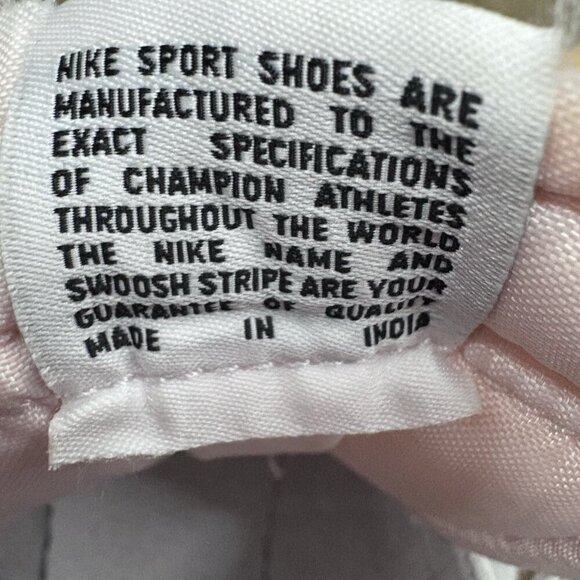 NIKE SPORT SHOES ARE
MANUFACTURED TO THE
EXACT SPECIFICATIONS
OF CHAMPION ATHLETES
THROUGHOUT THE WORLD
THE NIKE NAME AND
SWOOSH STRIPE ARE YOUR
GUARANTEE OF QUALITY
MADE IN INDIA